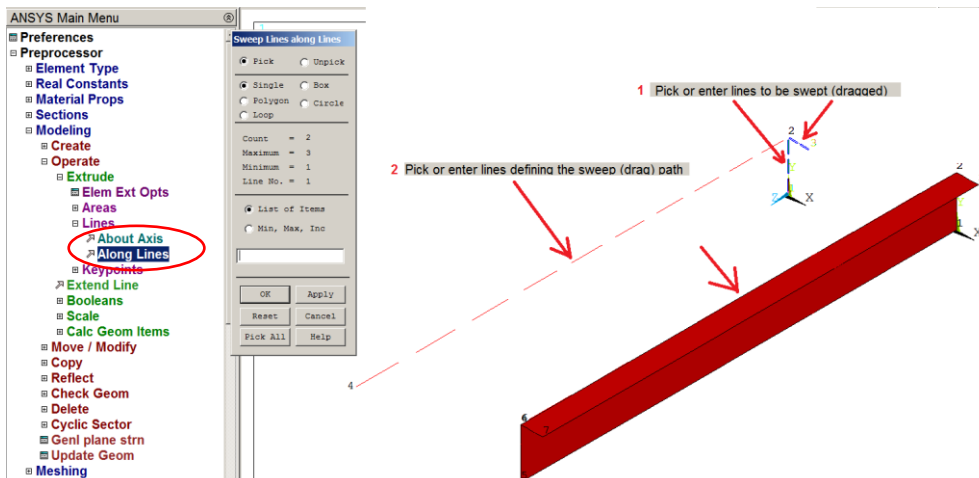 ANSYS Main Menu
Preferences
Preprocessor
Element Type
Real Constants
Material Props
Sections
Modeling
Create
Operate
Extrude
Elem Ext Opts
Areas
Lines
About Axis
Along Lines
Keypoints
Extend Line
Booleans
Scale
Calc Geom Items
Move / Modify
Copy
Reflect
Check Geom
Delete
Cyclic Sector
Genl plane strn
Update Geom
Meshing
Sweep Lines along Lines
Pick Unpick
Single Box
Polygon Circle
Loop
Count = 2
Maximum = 3
Minimum = 1
Line No. = 1
List of Items
Min, Max, Inc
OK Apply
Reset Cancel
Pick All Help
1 Pick or enter lines to be swept (dragged)
2
3
Y
1
Z X
2 Pick or enter lines defining the sweep (drag) path
4
2
Y
1
X
6
7